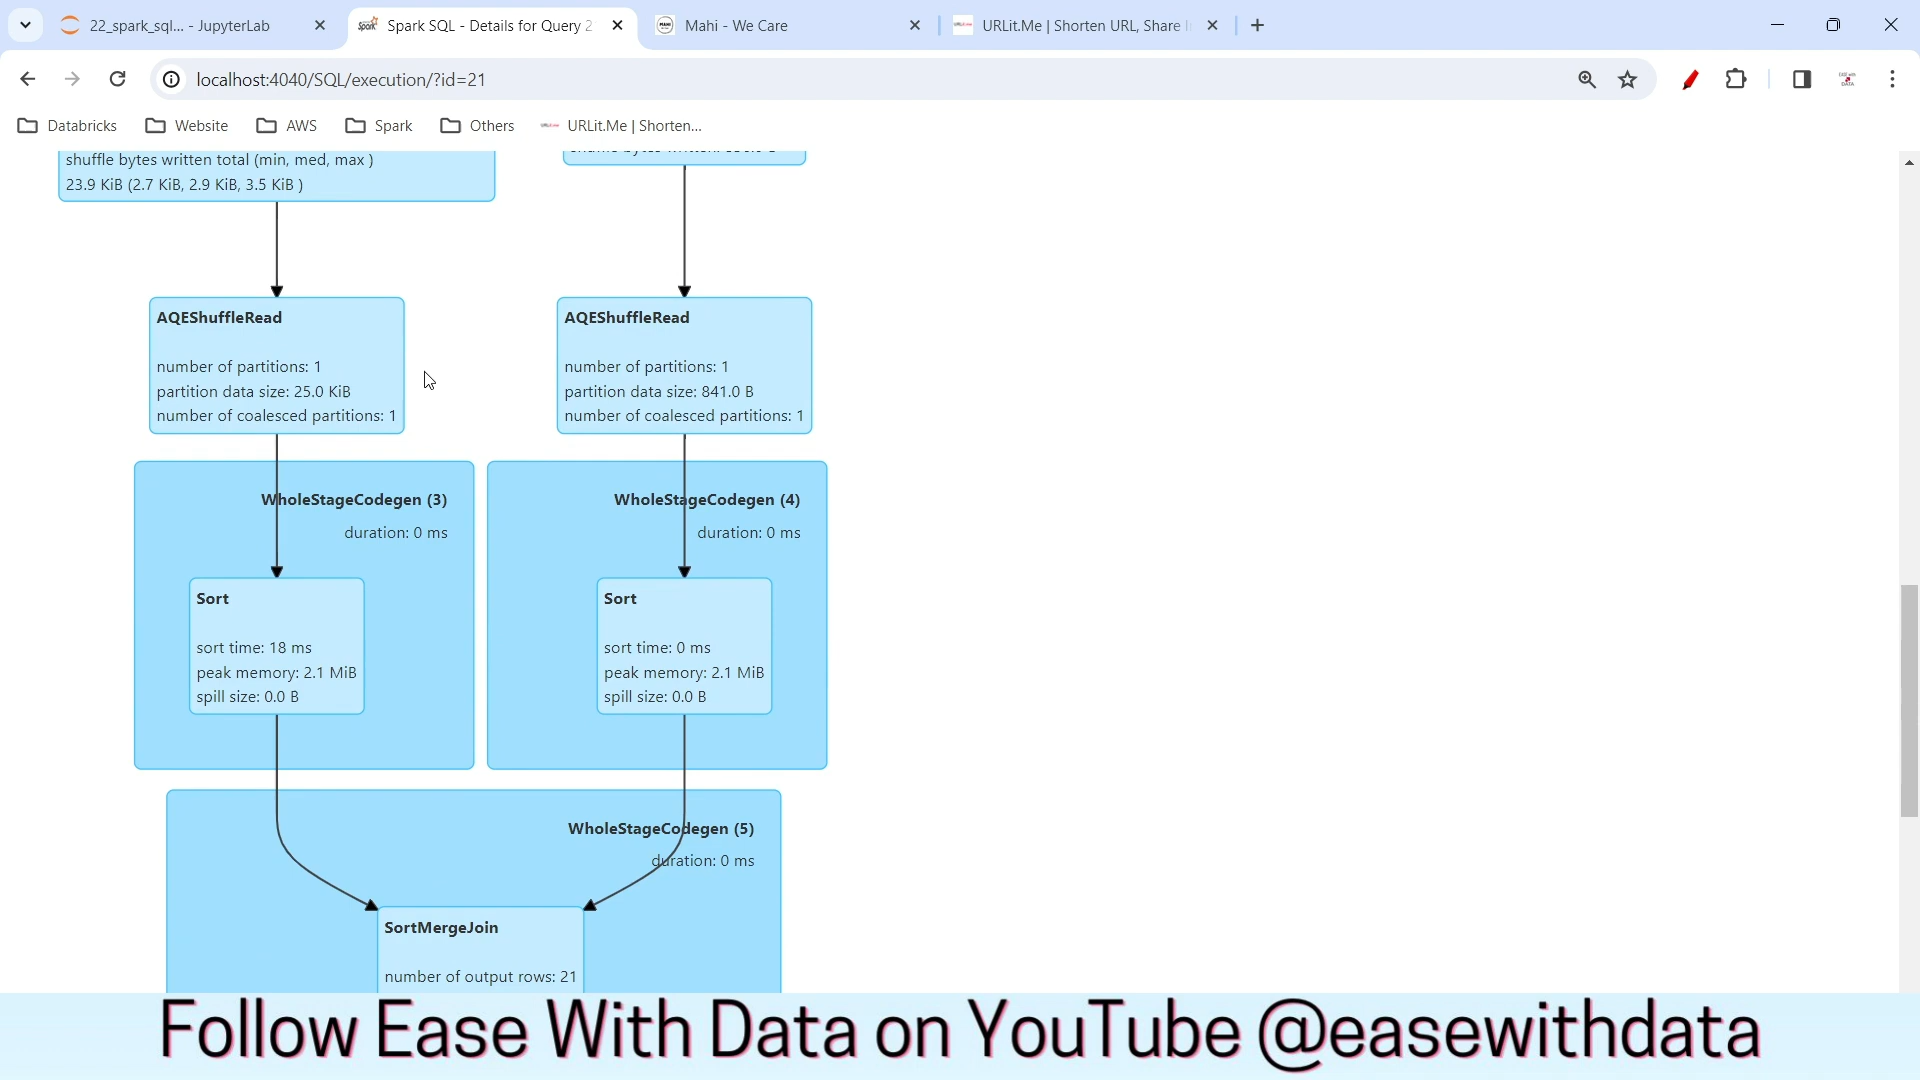 22_spark_sql... - JupyterLab
Spark SQL - Details for Query 2
Mahi - We Care
URLit.Me | Shorten URL, Share
localhost:4040/SQL/execution/?id=21
Databricks
Website
AWS
Spark
Others
URLit.Me | Shorten...
shuffle bytes written total (min, med, max )
23.9 KiB (2.7 KiB, 2.9 KiB, 3.5 KiB )
AQEShuffleRead
number of partitions: 1
partition data size: 25.0 KiB
number of coalesced partitions: 1
AQEShuffleRead
number of partitions: 1
partition data size: 841.0 B
number of coalesced partitions: 1
WholeStageCodegen (3)
duration: 0 ms
Sort
sort time: 18 ms
peak memory: 2.1 MiB
spill size: 0.0 B
WholeStageCodegen (4)
duration: 0 ms
Sort
sort time: 0 ms
peak memory: 2.1 MiB
spill size: 0.0 B
WholeStageCodegen (5)
duration: 0 ms
SortMergeJoin
number of output rows: 21
Follow Ease With Data on YouTube @easewithdata